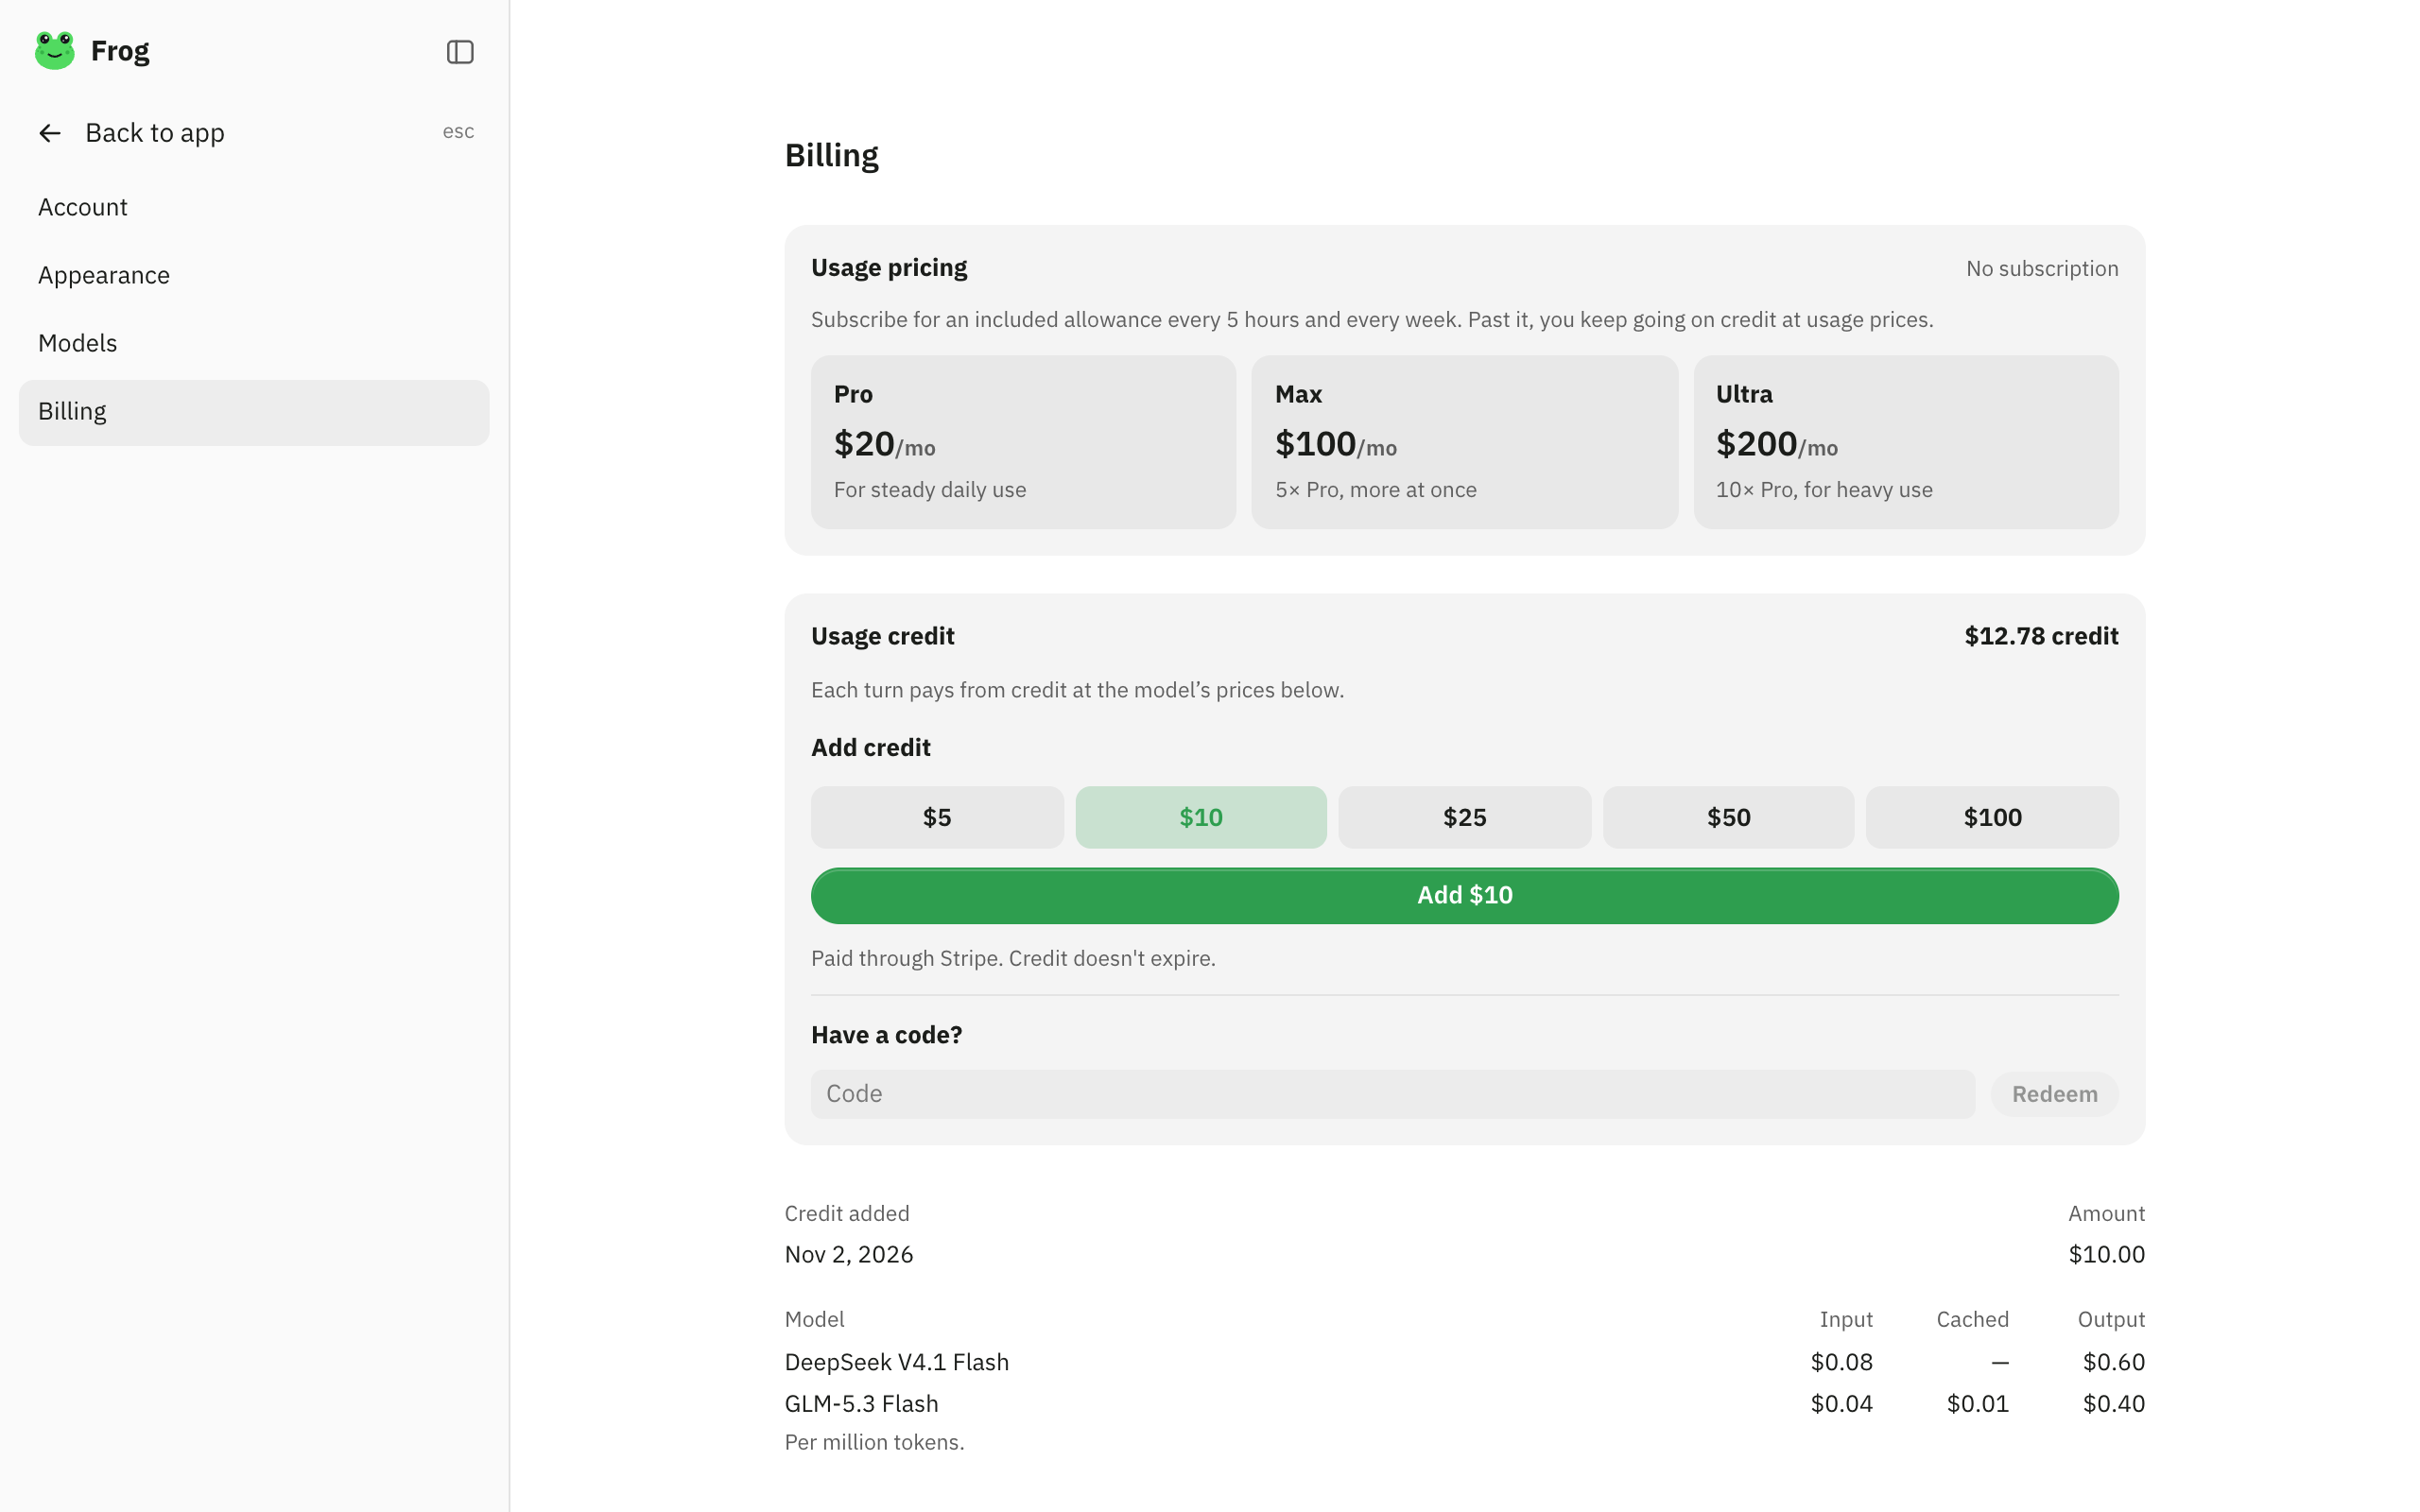 Frog
Back to app
esc
Account
Appearance
Models
Billing
Billing
Usage pricing
No subscription
Subscribe for an included allowance every 5 hours and every week. Past it, you keep going on credit at usage prices.
Pro
$20/mo
For steady daily use
Max
$100/mo
5× Pro, more at once
Ultra
$200/mo
10× Pro, for heavy use
Usage credit
$12.78 credit
Each turn pays from credit at the model’s prices below.
Add credit
$5
$10
$25
$50
$100
Add $10
Paid through Stripe. Credit doesn't expire.
Have a code?
Code
Redeem
Credit added Amount
Nov 2, 2026 $10.00
Model Input Cached Output
DeepSeek V4.1 Flash $0.08 — $0.60
GLM-5.3 Flash $0.04 $0.01 $0.40
Per million tokens.